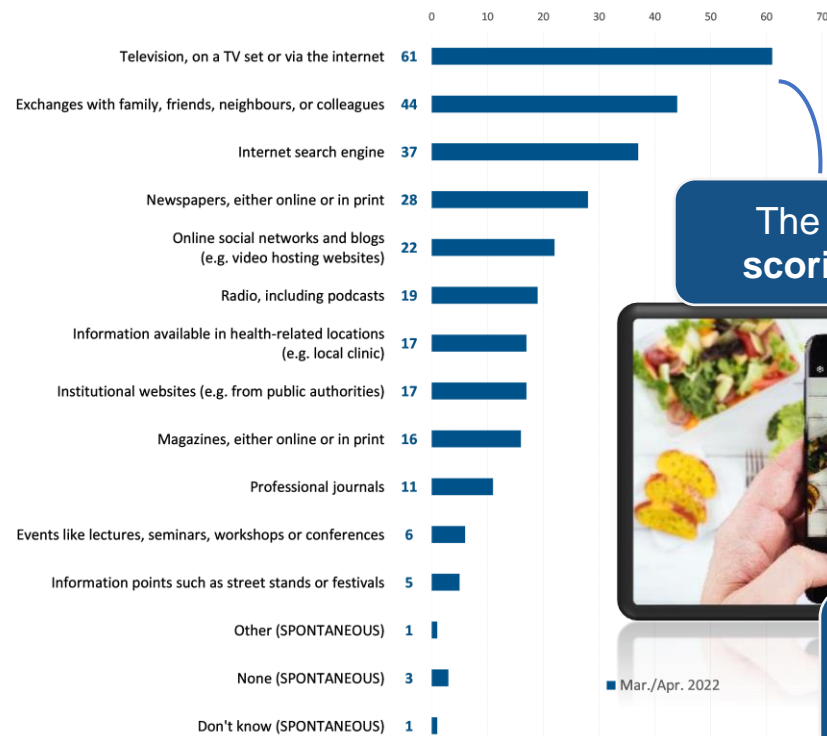 0 10 20 30 40 50 60 70
Television, on a TV set or via the internet 61
Exchanges with family, friends, neighbours, or colleagues 44
Internet search engine 37
Newspapers, either online or in print 28
Online social networks and blogs
(e.g. video hosting websites) 22
Radio, including podcasts 19
Information available in health-related locations
(e.g. local clinic) 17
Institutional websites (e.g. from public authorities) 17
Magazines, either online or in print 16
Professional journals 11
Events like lectures, seminars, workshops or conferences 6
Information points such as street stands or festivals 5
Other (SPONTANEOUS) 1
None (SPONTANEOUS) 3
Don't know (SPONTANEOUS) 1
The
scori
Mar./Apr. 2022